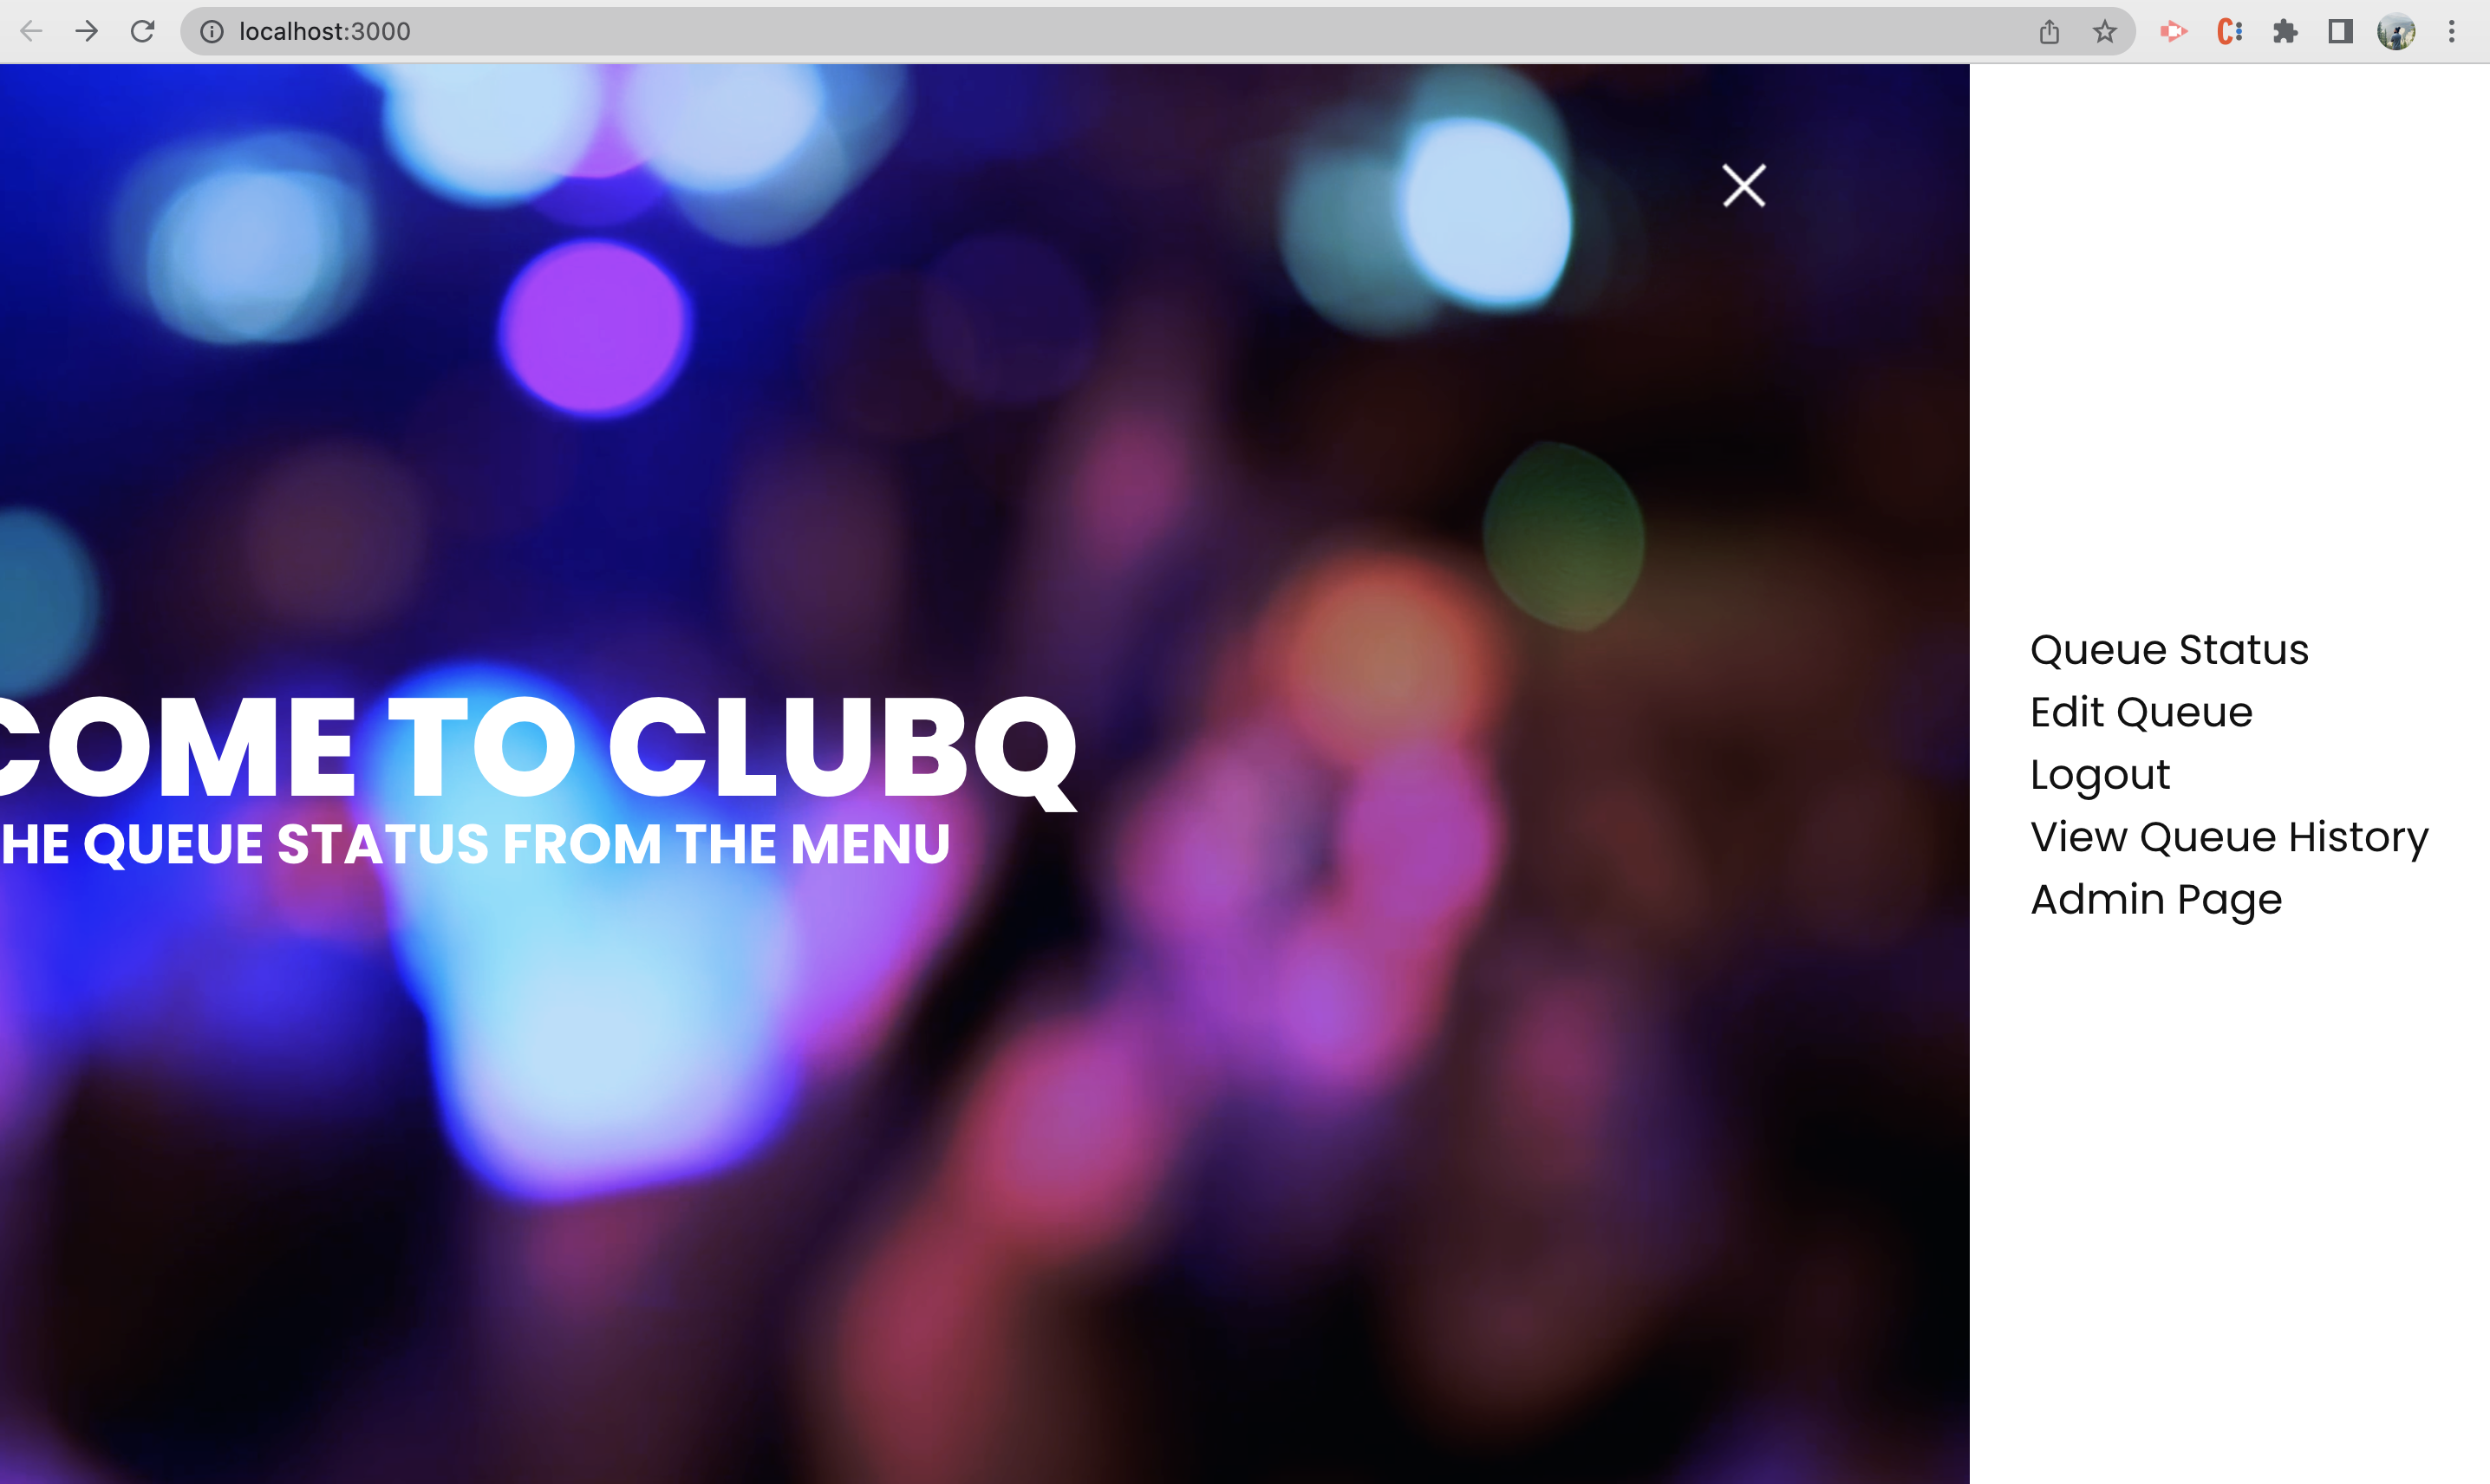 localhost:3000
COME TO CLUBQ
HE QUEUE STATUS FROM THE MENU
Queue Status
Edit Queue
Logout
View Queue History
Admin Page